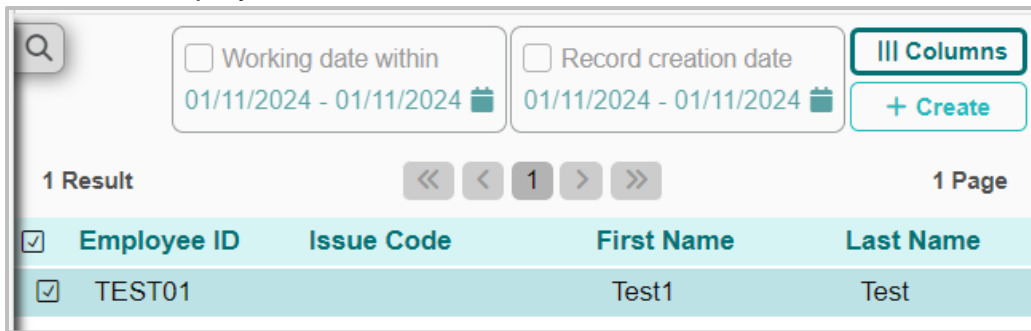 Working date within
01/11/2024 - 01/11/2024
Record creation date
01/11/2024 - 01/11/2024
Columns
+ Create
1 Result
« < 1 > »
1 Page
Employee ID Issue Code First Name Last Name
TEST01 Test1 Test